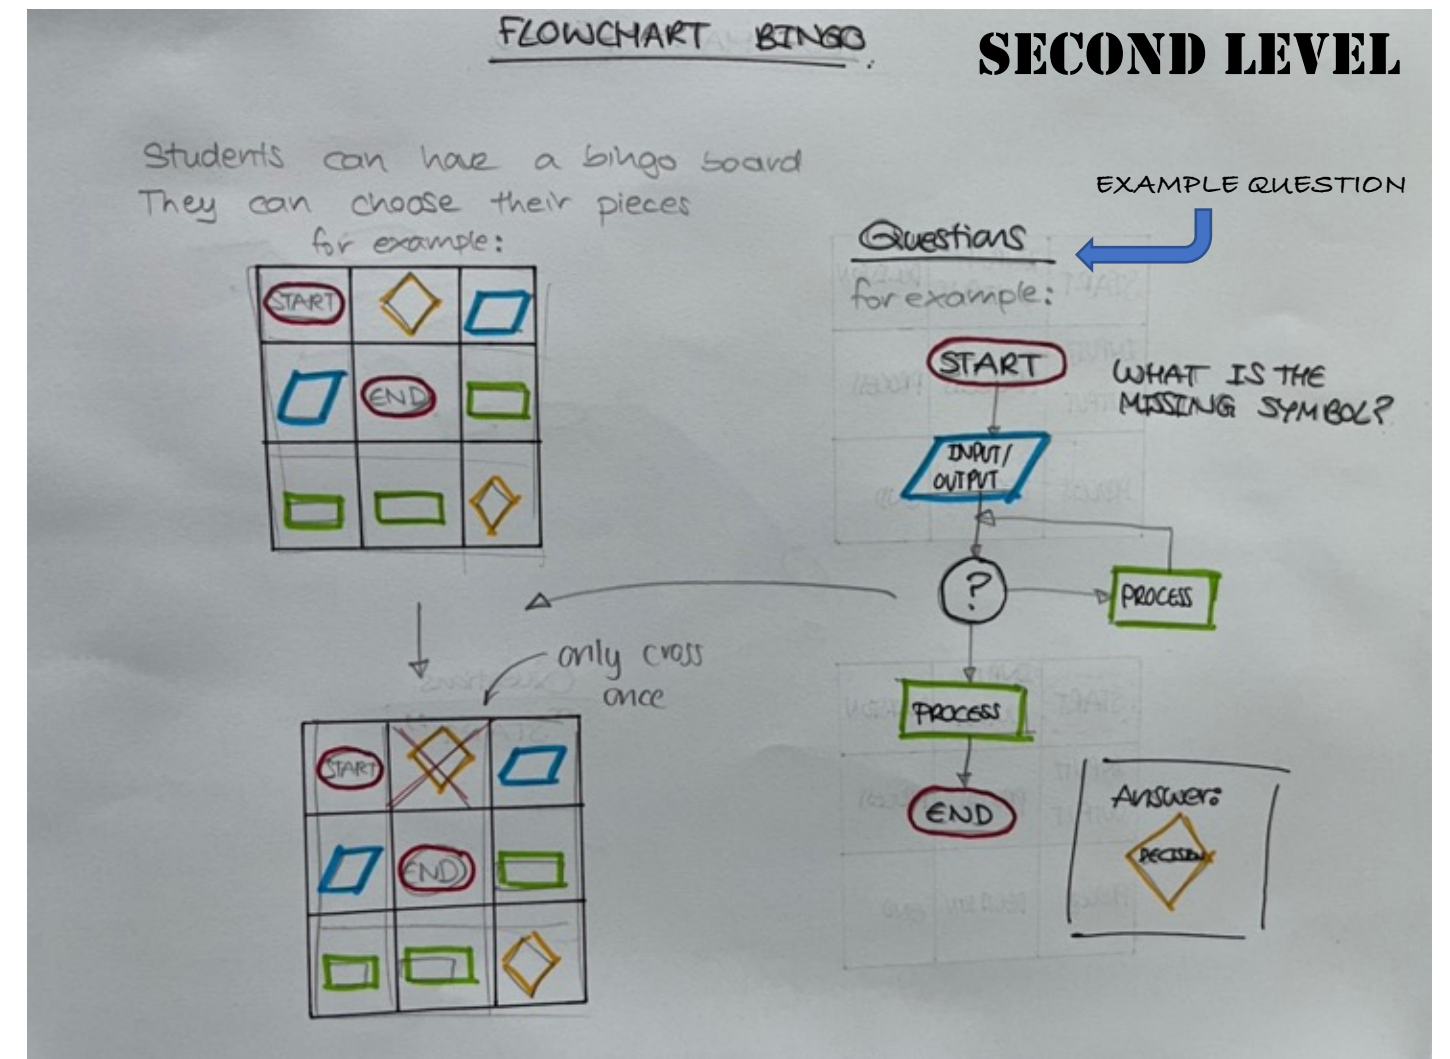 FLOWCHART BINGO.
SECOND LEVEL
Students can have a bingo board
They can choose their pieces
for example:
START
END
EXAMPLE QUESTION
Questions
for example:
START
WHAT IS THE
MISSING SYMBOL?
INPUT/
OUTPUT
?
PROCESS
PROCESS
END
only cross
once
START
END
Answer:
DECISION